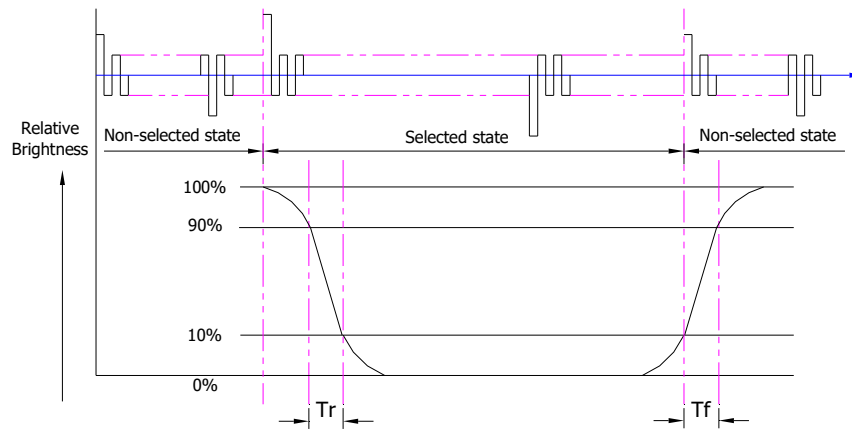 Relative
Brightness
Non-selected state
Selected state
Non-selected state
100%
90%
10%
0%
Tr
Tf